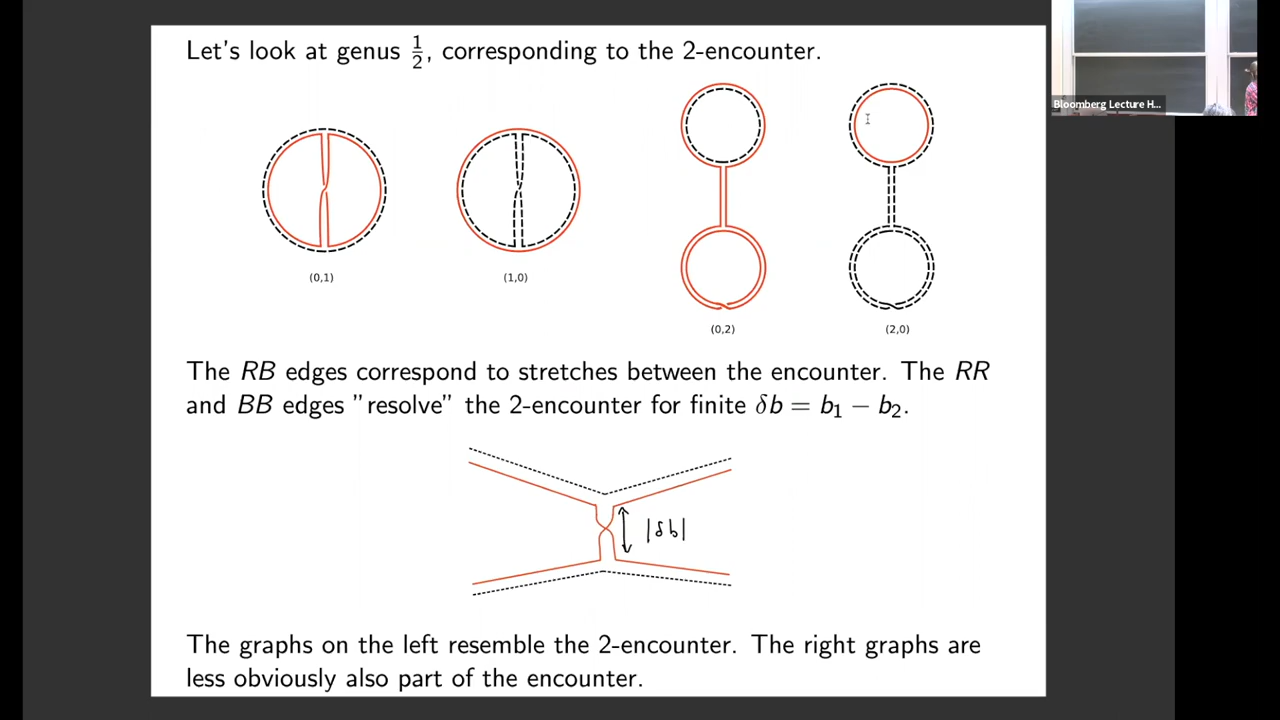 Let's look at genus ½, corresponding to the 2-encounter.
Bloomberg Lecture H...
(0,1)
(1,0)
(0,2)
(2,0)
The RB edges correspond to stretches between the encounter. The RR
and BB edges "resolve" the 2-encounter for finite δb = b₁ − b₂.
|δb|
The graphs on the left resemble the 2-encounter. The right graphs are
less obviously also part of the encounter.